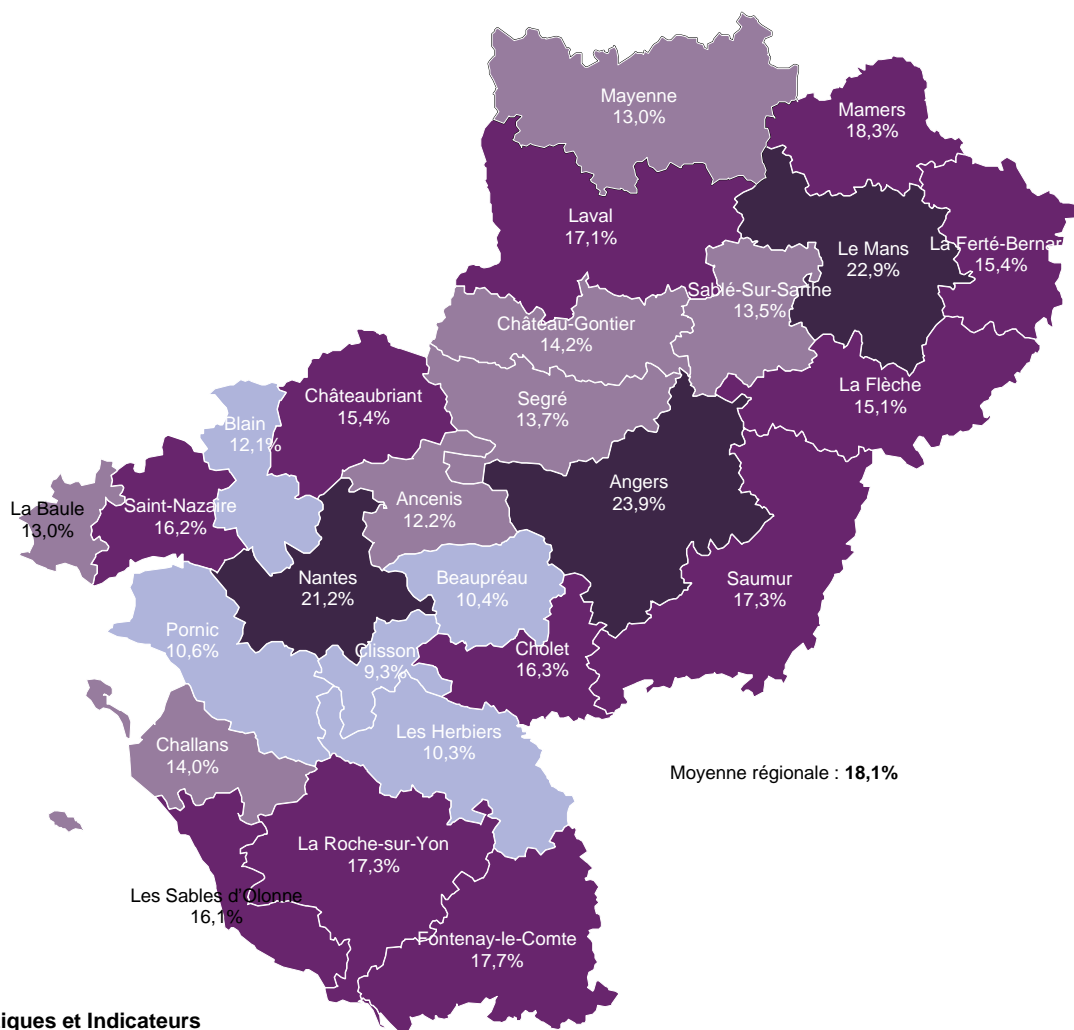 Mayenne
13,0%
Mamers
18,3%
Laval
17,1%
Le Mans
22,9%
La Ferté-Bernar
15,4%
Sablé-Sur-Sarthe
13,5%
Château-Gontier
14,2%
La Flèche
15,1%
Segré
13,7%
Châteaubriant
15,4%
Blain
12,1%
Angers
23,9%
Ancenis
12,2%
La Baule
13,0%
Saint-Nazaire
16,2%
Nantes
21,2%
Beaupréau
10,4%
Saumur
17,3%
Pornic
10,6%
Clisson
9,3%
Cholet
16,3%
Les Herbiers
10,3%
Challans
14,0%
Moyenne régionale : 18,1%
La Roche-sur-Yon
17,3%
Les Sables d'Olonne
16,1%
Fontenay-le-Comte
17,7%
iques et Indicateurs